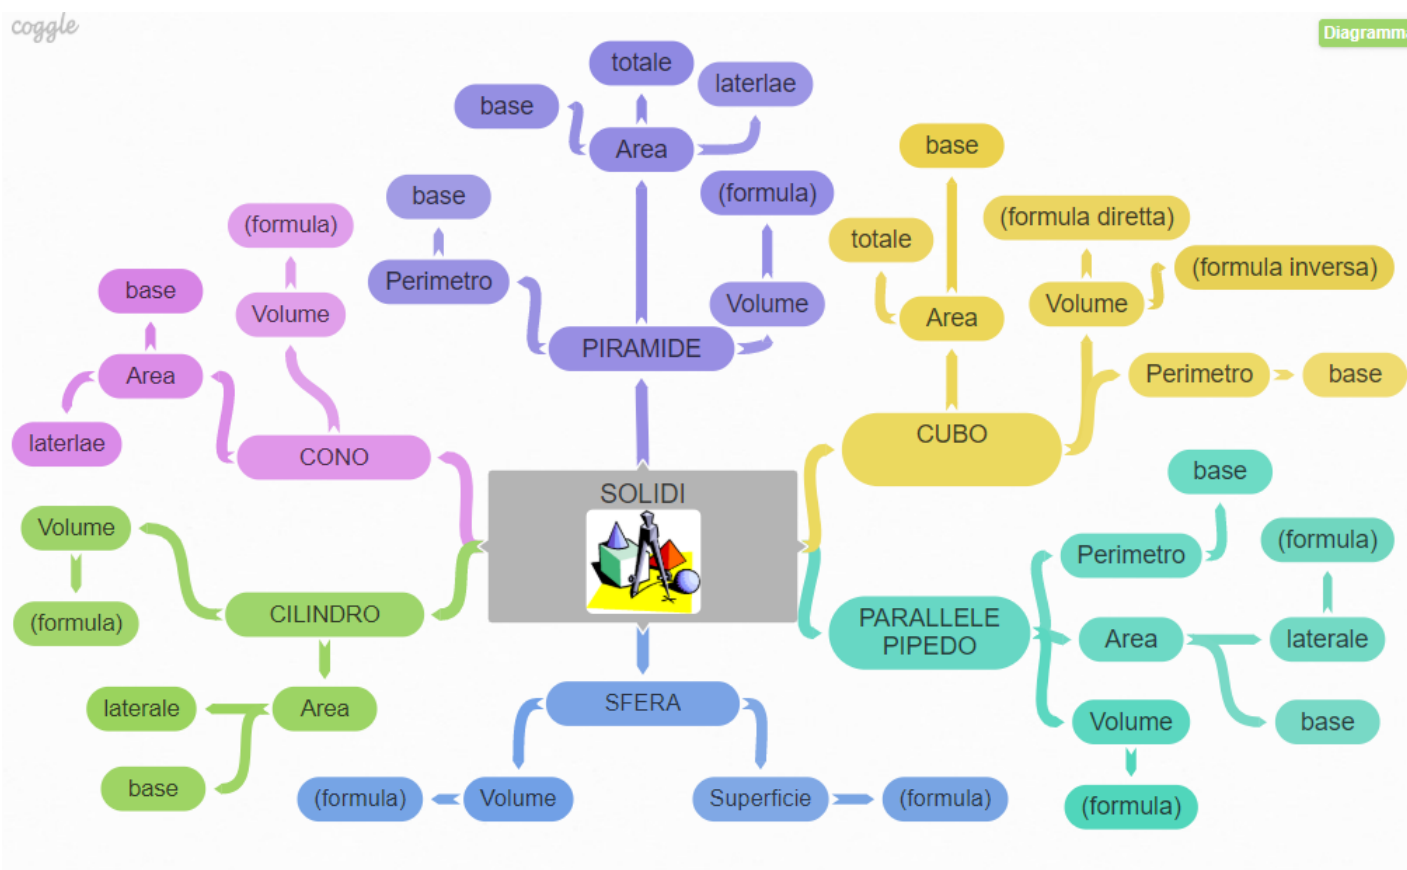 coggle
Diagramma
totale
laterlae
base
Area
base
(formula)
Perimetro
Volume
PIRAMIDE
(formula)
base
Volume
Area
laterlae
CONO
base
(formula diretta)
totale
(formula inversa)
Area
Volume
Perimetro
base
CUBO
SOLIDI
base
(formula)
Perimetro
PARALLELE
PIPEDO
Area
laterale
Volume
base
(formula)
Volume
(formula)
CILINDRO
laterale
Area
base
SFERA
(formula)
Volume
Superficie
(formula)